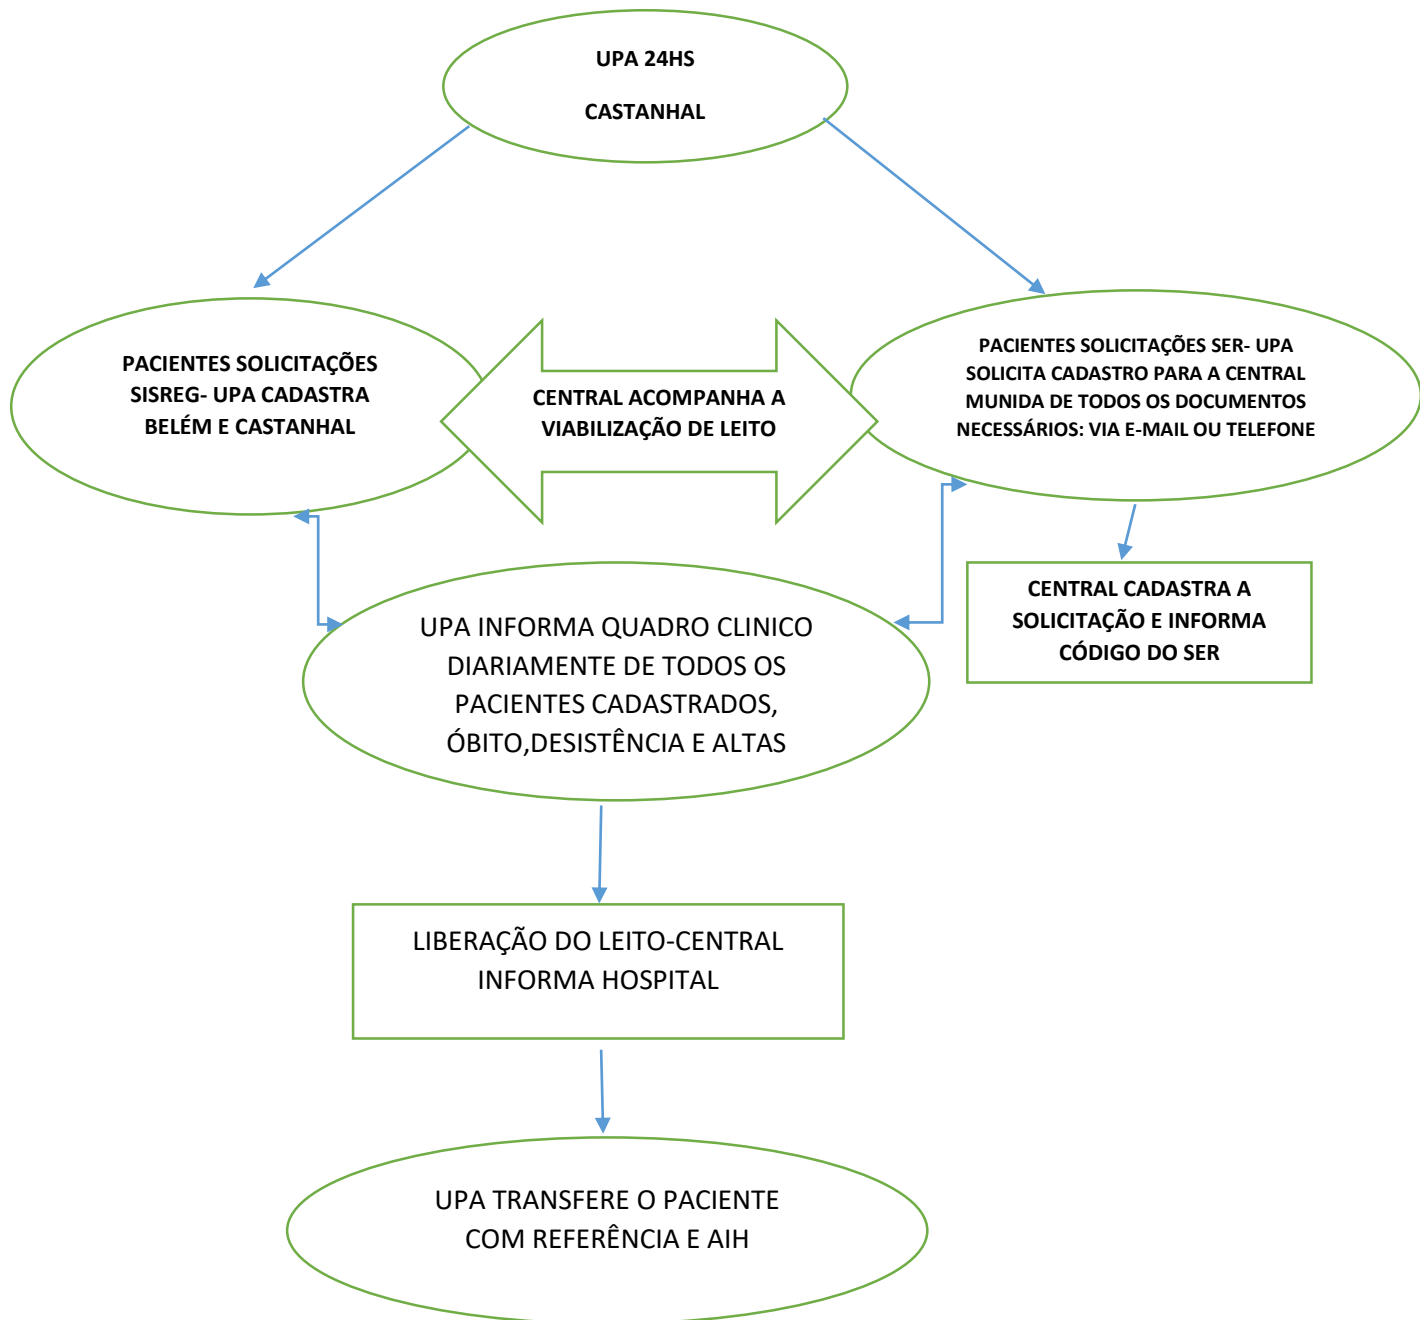 UPA 24HS
CASTANHAL
PACIENTES SOLICITAÇÕES
SISREG- UPA CADASTRA
BELÉM E CASTANHAL
CENTRAL ACOMPANHA A
VIABILIZAÇÃO DE LEITO
PACIENTES SOLICITAÇÕES SER- UPA
SOLICITA CADASTRO PARA A CENTRAL
MUNIDA DE TODOS OS DOCUMENTOS
NECESSÁRIOS: VIA E-MAIL OU TELEFONE
CENTRAL CADASTRA A
SOLICITAÇÃO E INFORMA
CÓDIGO DO SER
UPA INFORMA QUADRO CLINICO
DIARIAMENTE DE TODOS OS
PACIENTES CADASTRADOS,
ÓBITO,DESISTÊNCIA E ALTAS
LIBERAÇÃO DO LEITO-CENTRAL
INFORMA HOSPITAL
UPA TRANSFERE O PACIENTE
COM REFERÊNCIA E AIH